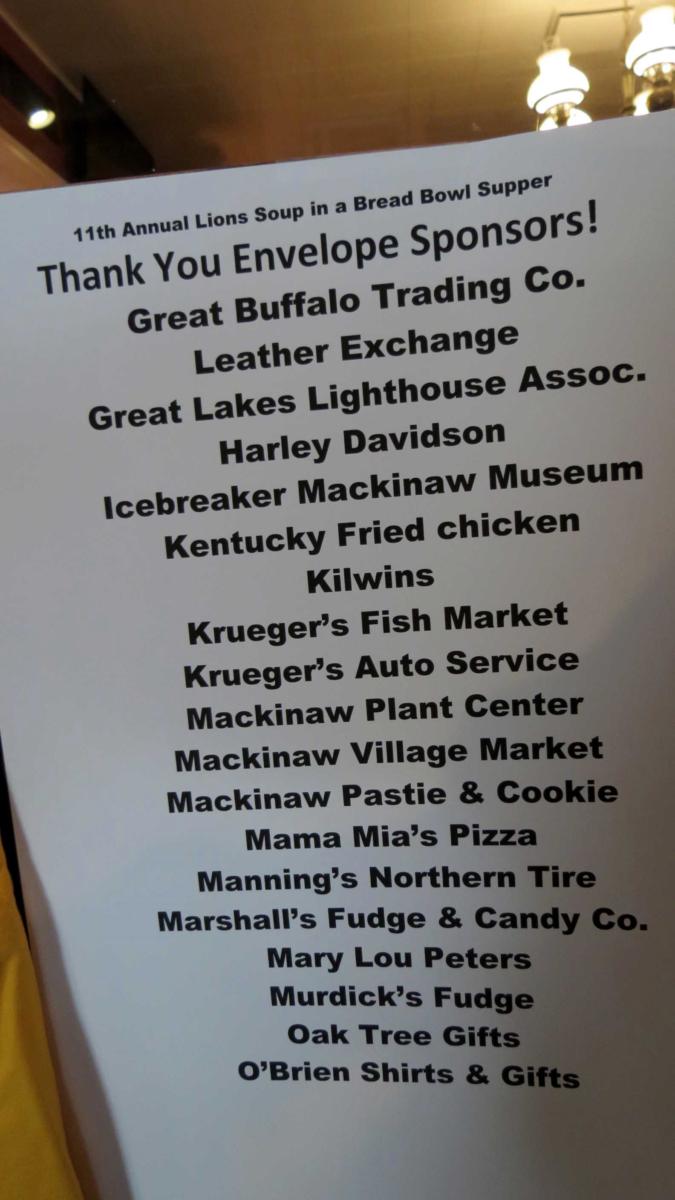 11th Annual Lions Soup in a Bread Bowl Supper
Thank You Envelope Sponsors!
Great Buffalo Trading Co.
Leather Exchange
Great Lakes Lighthouse Assoc.
Harley Davidson
Icebreaker Mackinaw Museum
Kentucky Fried chicken
Kilwins
Krueger's Fish Market
Krueger's Auto Service
Mackinaw Plant Center
Mackinaw Village Market
Mackinaw Pastie & Cookie
Mama Mia's Pizza
Manning's Northern Tire
Marshall's Fudge & Candy Co.
Mary Lou Peters
Murdick's Fudge
Oak Tree Gifts
O'Brien Shirts & Gifts